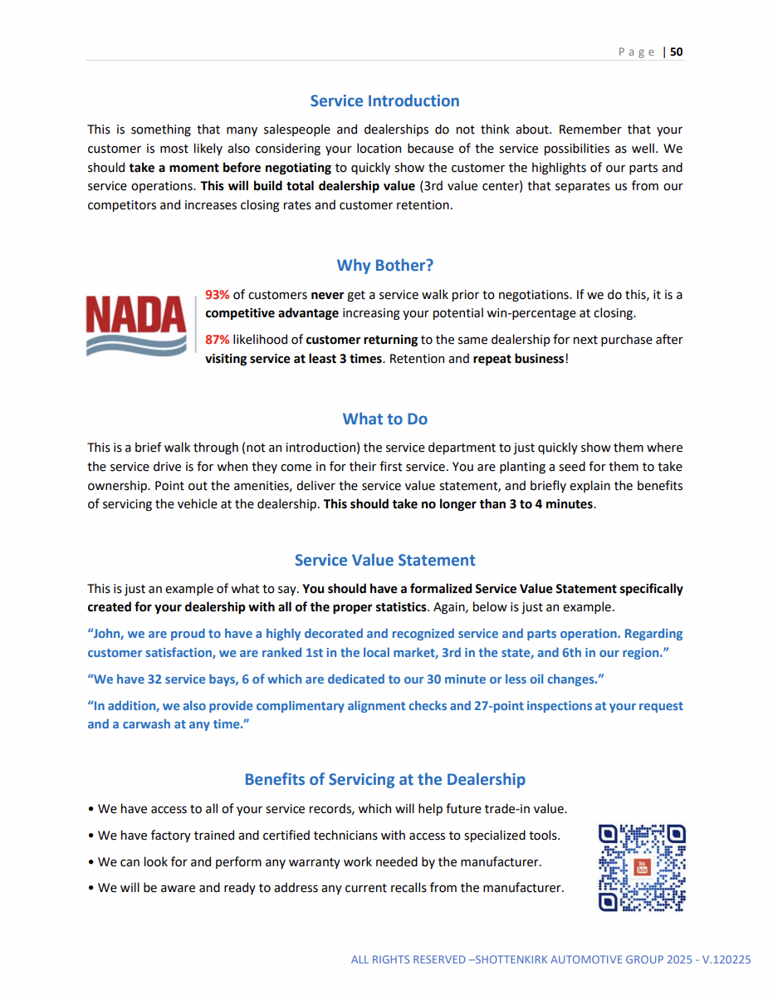 Page | 50
Service Introduction
This is something that many salespeople and dealerships do not think about. Remember that your
customer is most likely also considering your location because of the service possibilities as well. We
should take a moment before negotiating to quickly show the customer the highlights of our parts and
service operations. This will build total dealership value (3rd value center) that separates us from our
competitors and increases closing rates and customer retention.
Why Bother?
NADA
93% of customers never get a service walk prior to negotiations. If we do this, it is a
competitive advantage increasing your potential win-percentage at closing.
87% likelihood of customer returning to the same dealership for next purchase after
visiting service at least 3 times. Retention and repeat business!
What to Do
This is a brief walk through (not an introduction) the service department to just quickly show them where
the service drive is for when they come in for their first service. You are planting a seed for them to take
ownership. Point out the amenities, deliver the service value statement, and briefly explain the benefits
of servicing the vehicle at the dealership. This should take no longer than 3 to 4 minutes.
Service Value Statement
This is just an example of what to say. You should have a formalized Service Value Statement specifically
created for your dealership with all of the proper statistics. Again, below is just an example.
“John, we are proud to have a highly decorated and recognized service and parts operation. Regarding
customer satisfaction, we are ranked 1st in the local market, 3rd in the state, and 6th in our region.”
“We have 32 service bays, 6 of which are dedicated to our 30 minute or less oil changes.”
“In addition, we also provide complimentary alignment checks and 27-point inspections at your request
and a carwash at any time.”
Benefits of Servicing at the Dealership
• We have access to all of your service records, which will help future trade-in value.
• We have factory trained and certified technicians with access to specialized tools.
• We can look for and perform any warranty work needed by the manufacturer.
• We will be aware and ready to address any current recalls from the manufacturer.
You
Tube
ALL RIGHTS RESERVED –SHOTTENKIRK AUTOMOTIVE GROUP 2025 - V.120225